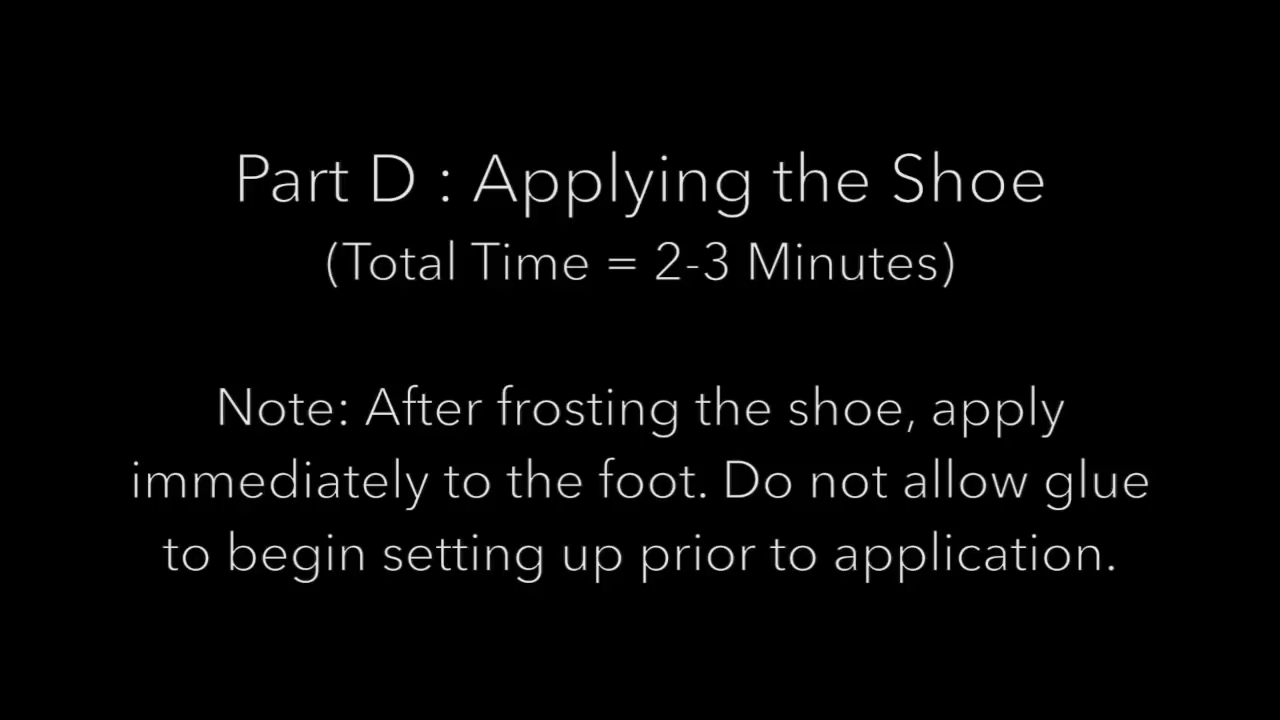 Part D : Applying the Shoe
(Total Time = 2-3 Minutes)
Note: After frosting the shoe, apply
immediately to the foot. Do not allow glue
to begin setting up prior to application.